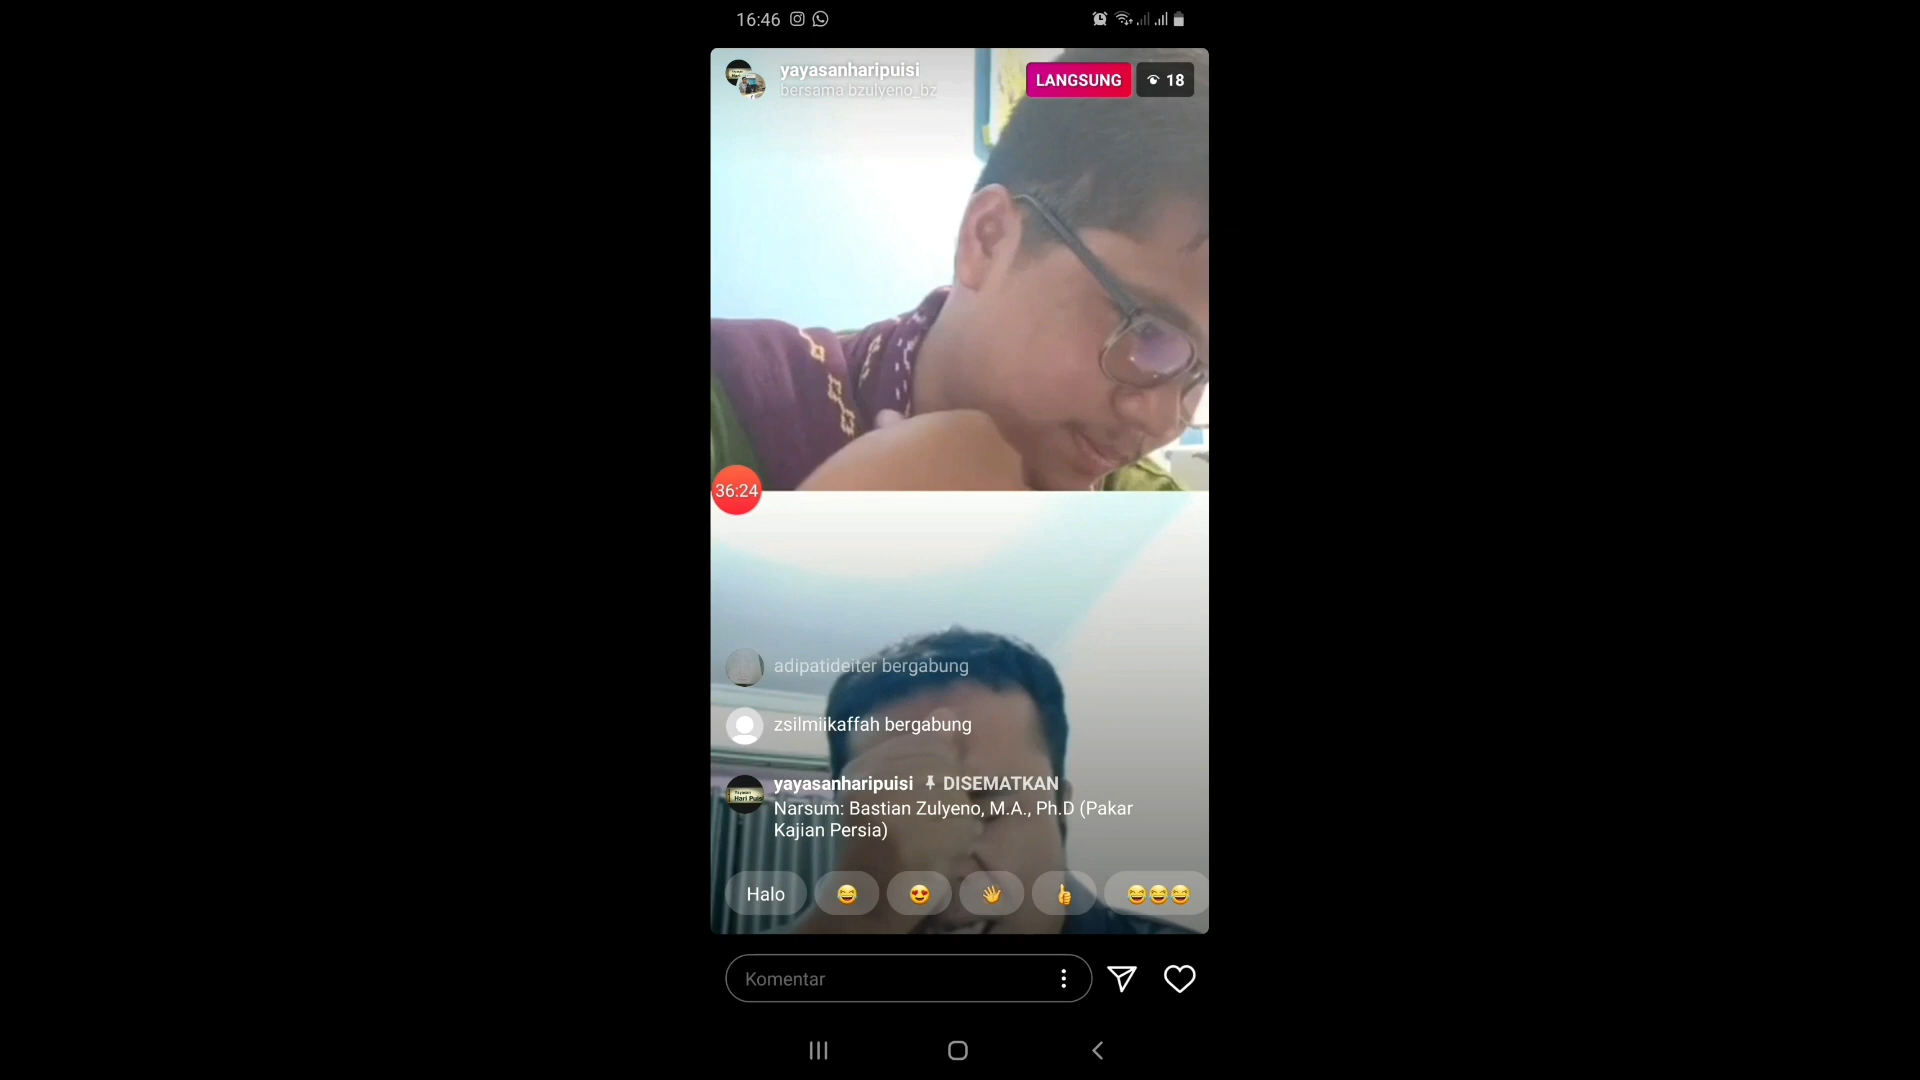 16:46
yayasanharipuisi
bersama bzulyeno_bz
LANGSUNG
18
36:24
adipatideiter bergabung
zsilmiikaffah bergabung
yayasanharipuisi DISEMATKAN
Narsum: Bastian Zulyeno, M.A., Ph.D (Pakar
Kajian Persia)
Halo
Komentar